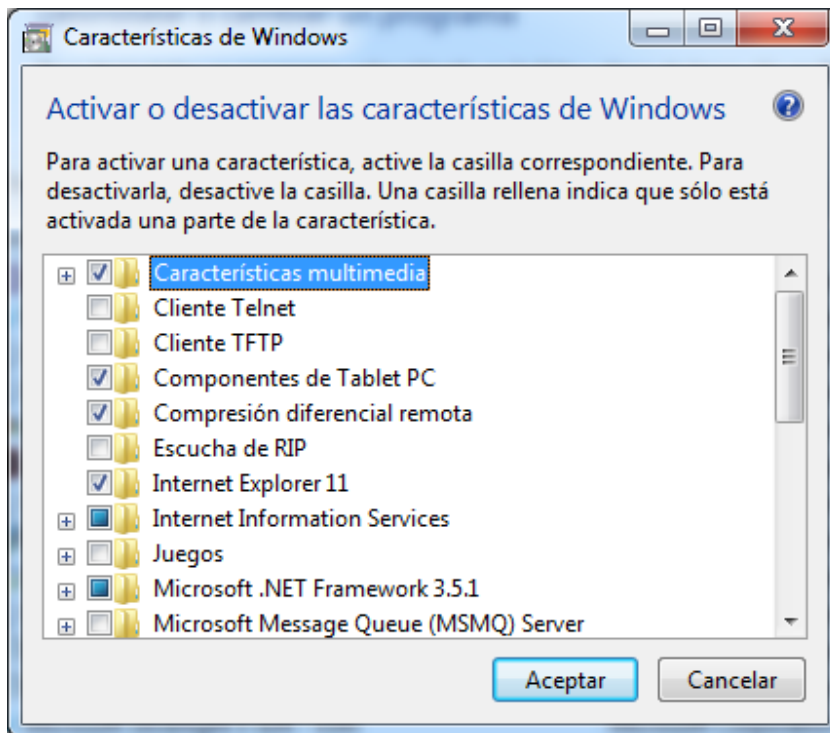 Características de Windows
Activar o desactivar las características de Windows
Para activar una característica, active la casilla correspondiente. Para
desactivarla, desactive la casilla. Una casilla rellena indica que sólo está
activada una parte de la característica.
Características multimedia
Cliente Telnet
Cliente TFTP
Componentes de Tablet PC
Compresión diferencial remota
Escucha de RIP
Internet Explorer 11
Internet Information Services
Juegos
Microsoft .NET Framework 3.5.1
Microsoft Message Queue (MSMQ) Server
Aceptar
Cancelar